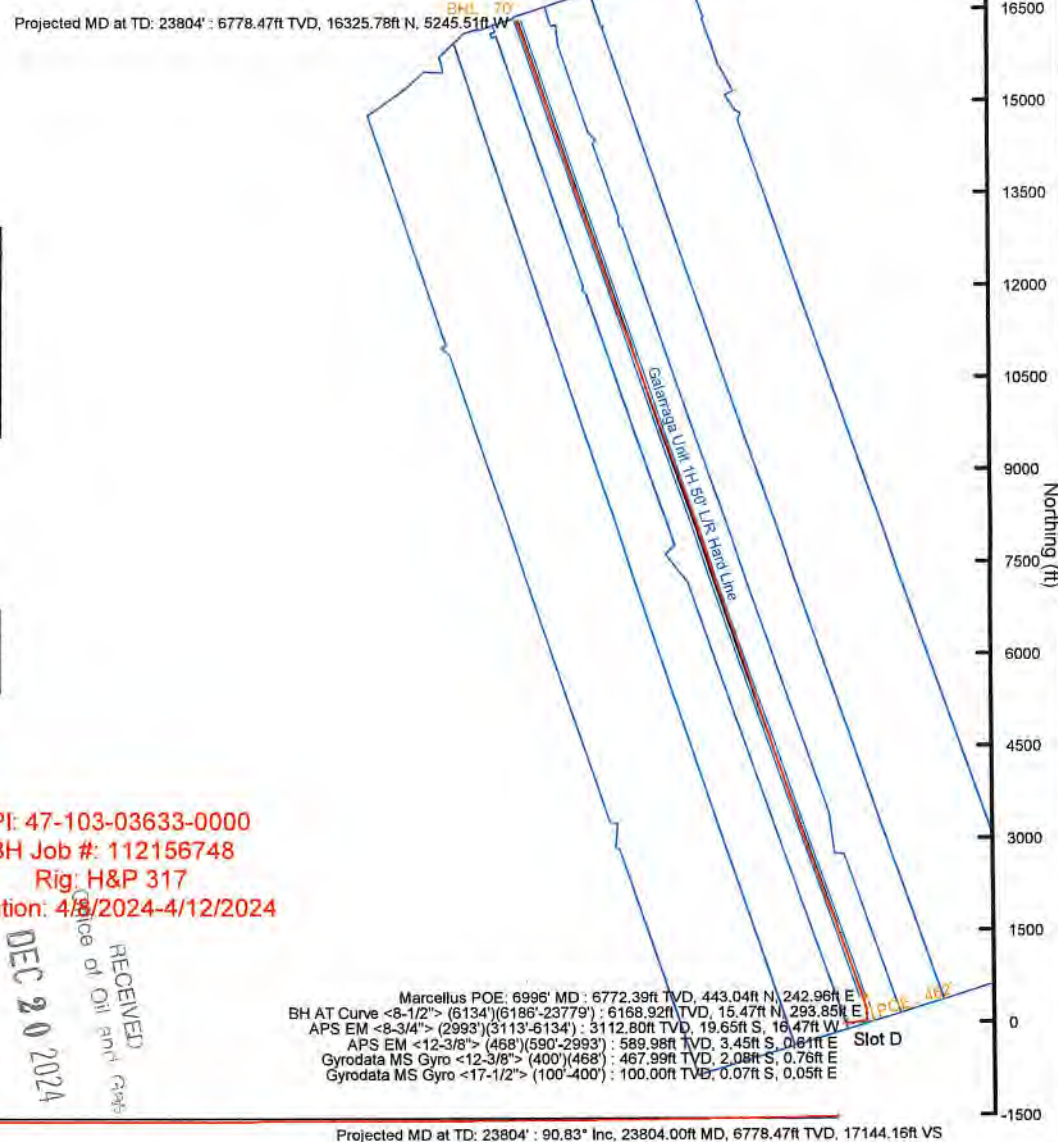 BHL : 70'
Projected MD at TD: 23804' : 6778.47ft TVD, 16325.78ft N, 5245.51ft W
16500
15000
13500
12000
10500
9000
7500
6000
4500
3000
1500
0
-1500
Northing (ft)
Galarraga Unit 1H 50' L/R Hard Line
PI: 47-103-03633-0000
BH Job #: 112156748
Rig: H&P 317
tion: 4/8/2024-4/12/2024
RECEIVED
Office of Oil and Gas
DEC 20 2024
Marcellus POE: 6996' MD : 6772.39ft TVD, 443.04ft N, 242.96ft E
POE : 462'
BH AT Curve <8-1/2"> (6134')(6186'-23779') : 6168.92ft TVD, 15.47ft N, 293.85ft E
APS EM <8-3/4"> (2993')(3113'-6134') : 3112.80ft TVD, 19.65ft S, 16.47ft W
APS EM <12-3/8"> (468')(590'-2993') : 589.98ft TVD, 3.45ft S, 0.61ft E
Slot D
Gyrodata MS Gyro <12-3/8"> (400')(468') : 467.99ft TVD, 2.08ft S, 0.76ft E
Gyrodata MS Gyro <17-1/2"> (100'-400') : 100.00ft TVD, 0.07ft S, 0.05ft E
Projected MD at TD: 23804' : 90.83° Inc, 23804.00ft MD, 6778.47ft TVD, 17144.16ft VS